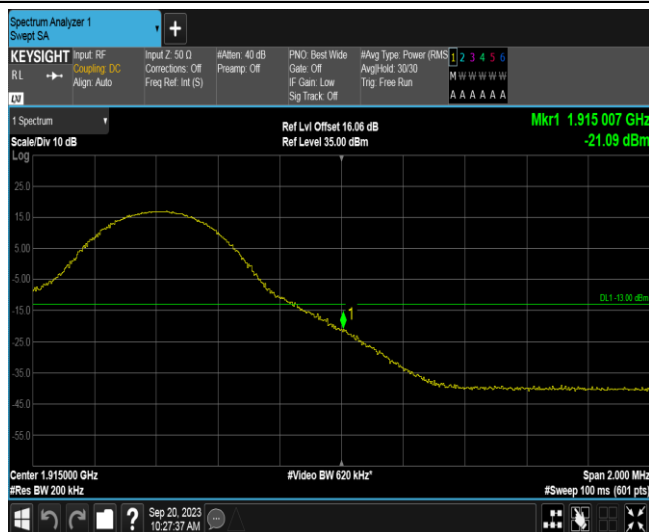 Spectrum Analyzer 1
Swept SA
+
KEYSIGHT
RL
LXI
Input: RF
Coupling: DC
Align: Auto
Input Z: 50 Ω
Corrections: Off
Freq Ref: Int (S)
#Atten: 40 dB
Preamp: Off
PNO: Best Wide
Gate: Off
IF Gain: Low
Sig Track: Off
#Avg Type: Power (RMS
Avg|Hold: 30/30
Trig: Free Run
1 2 3 4 5 6
M W W W W W
A A A A A A
1 Spectrum
Scale/Div 10 dB
Log
Ref Lvl Offset 16.06 dB
Ref Level 35.00 dBm
Mkr1 1.915 007 GHz
-21.09 dBm
25.0
15.0
5.00
-5.00
-15.0
-25.0
-35.0
-45.0
-55.0
DL1 -13.00 dBm
1
Center 1.915000 GHz
#Res BW 200 kHz
#Video BW 620 kHz*
Span 2.000 MHz
#Sweep 100 ms (601 pts)
?
Sep 20, 2023
10:27:37 AM